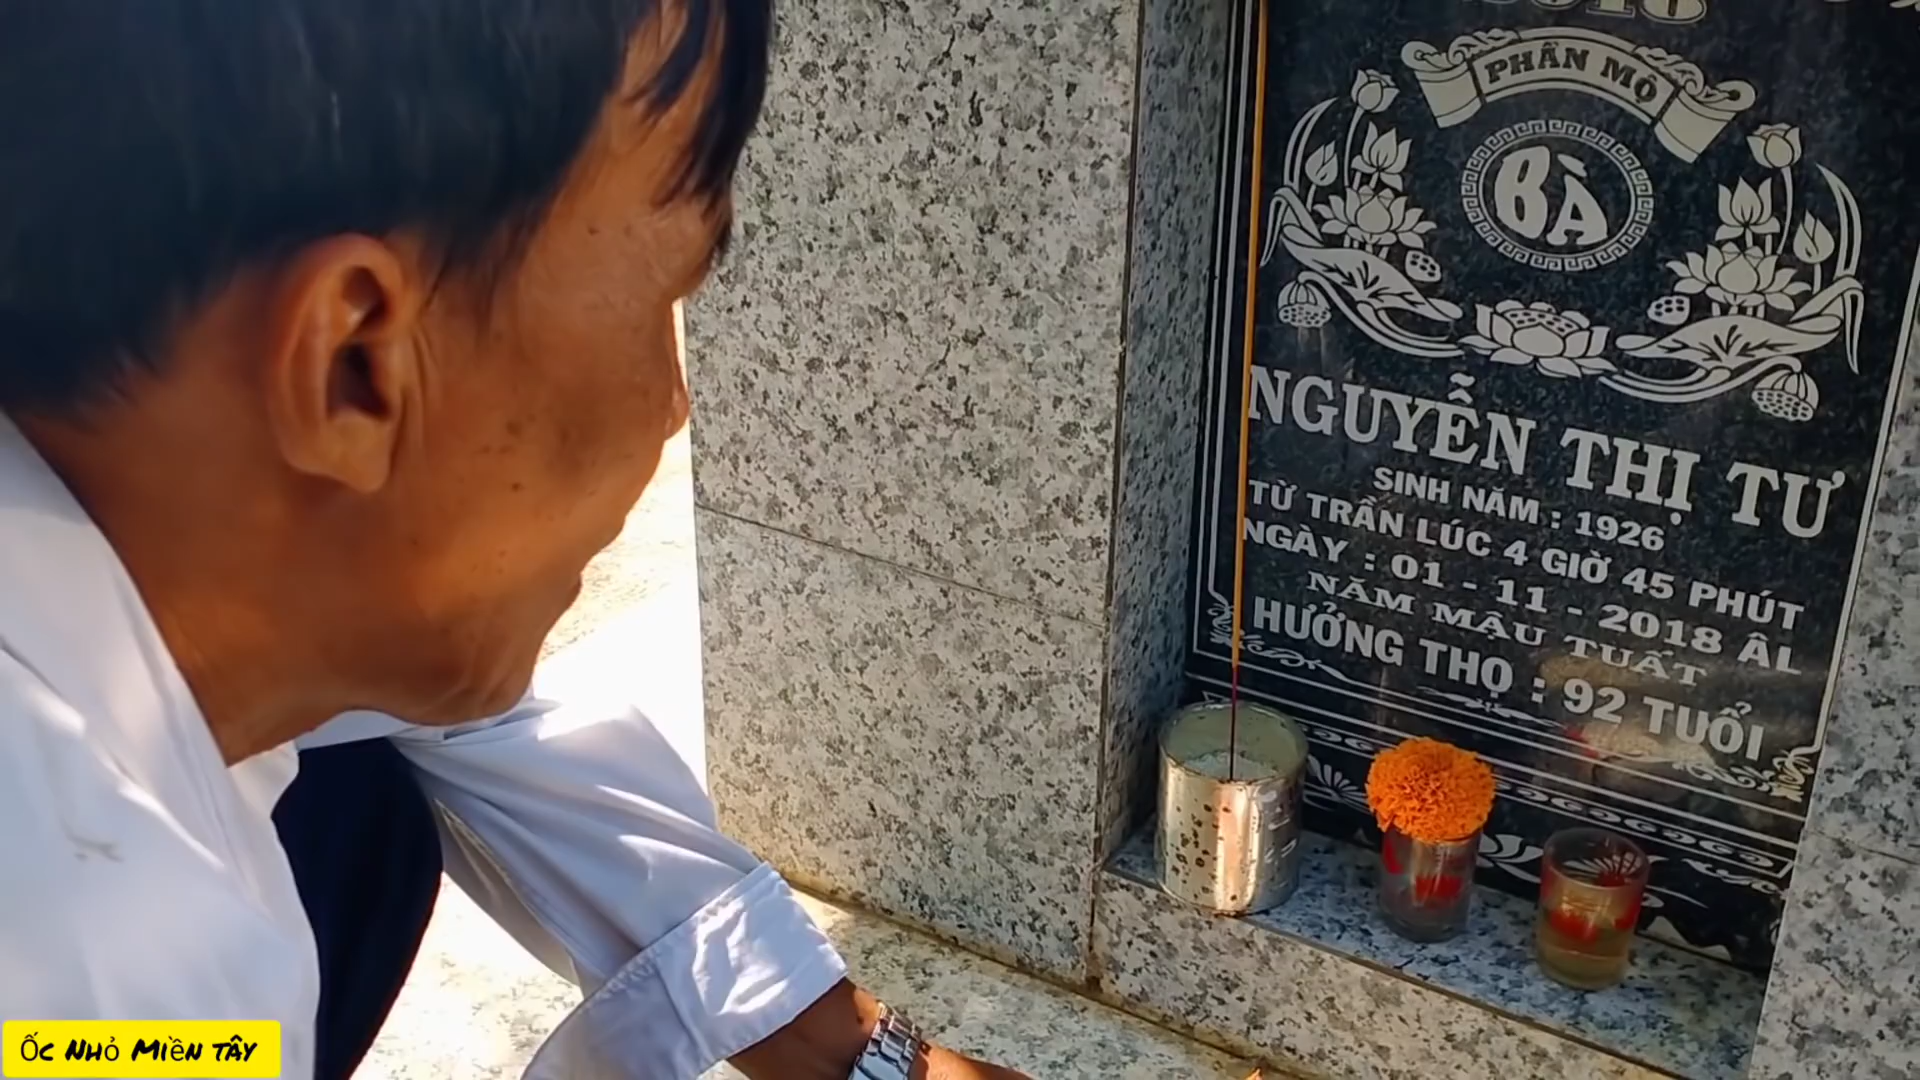 PHẦN MỘ
BÀ
NGUYỄN THỊ TƯ
SINH NĂM : 1926
TỪ TRẦN LÚC 4 GIỜ 45 PHÚT
NGÀY : 01 - 11 - 2018 ÂL
NĂM MẬU TUẤT
HƯỞNG THỌ : 92 TUỔI
ỐC NHỎ MIỀN TÂY